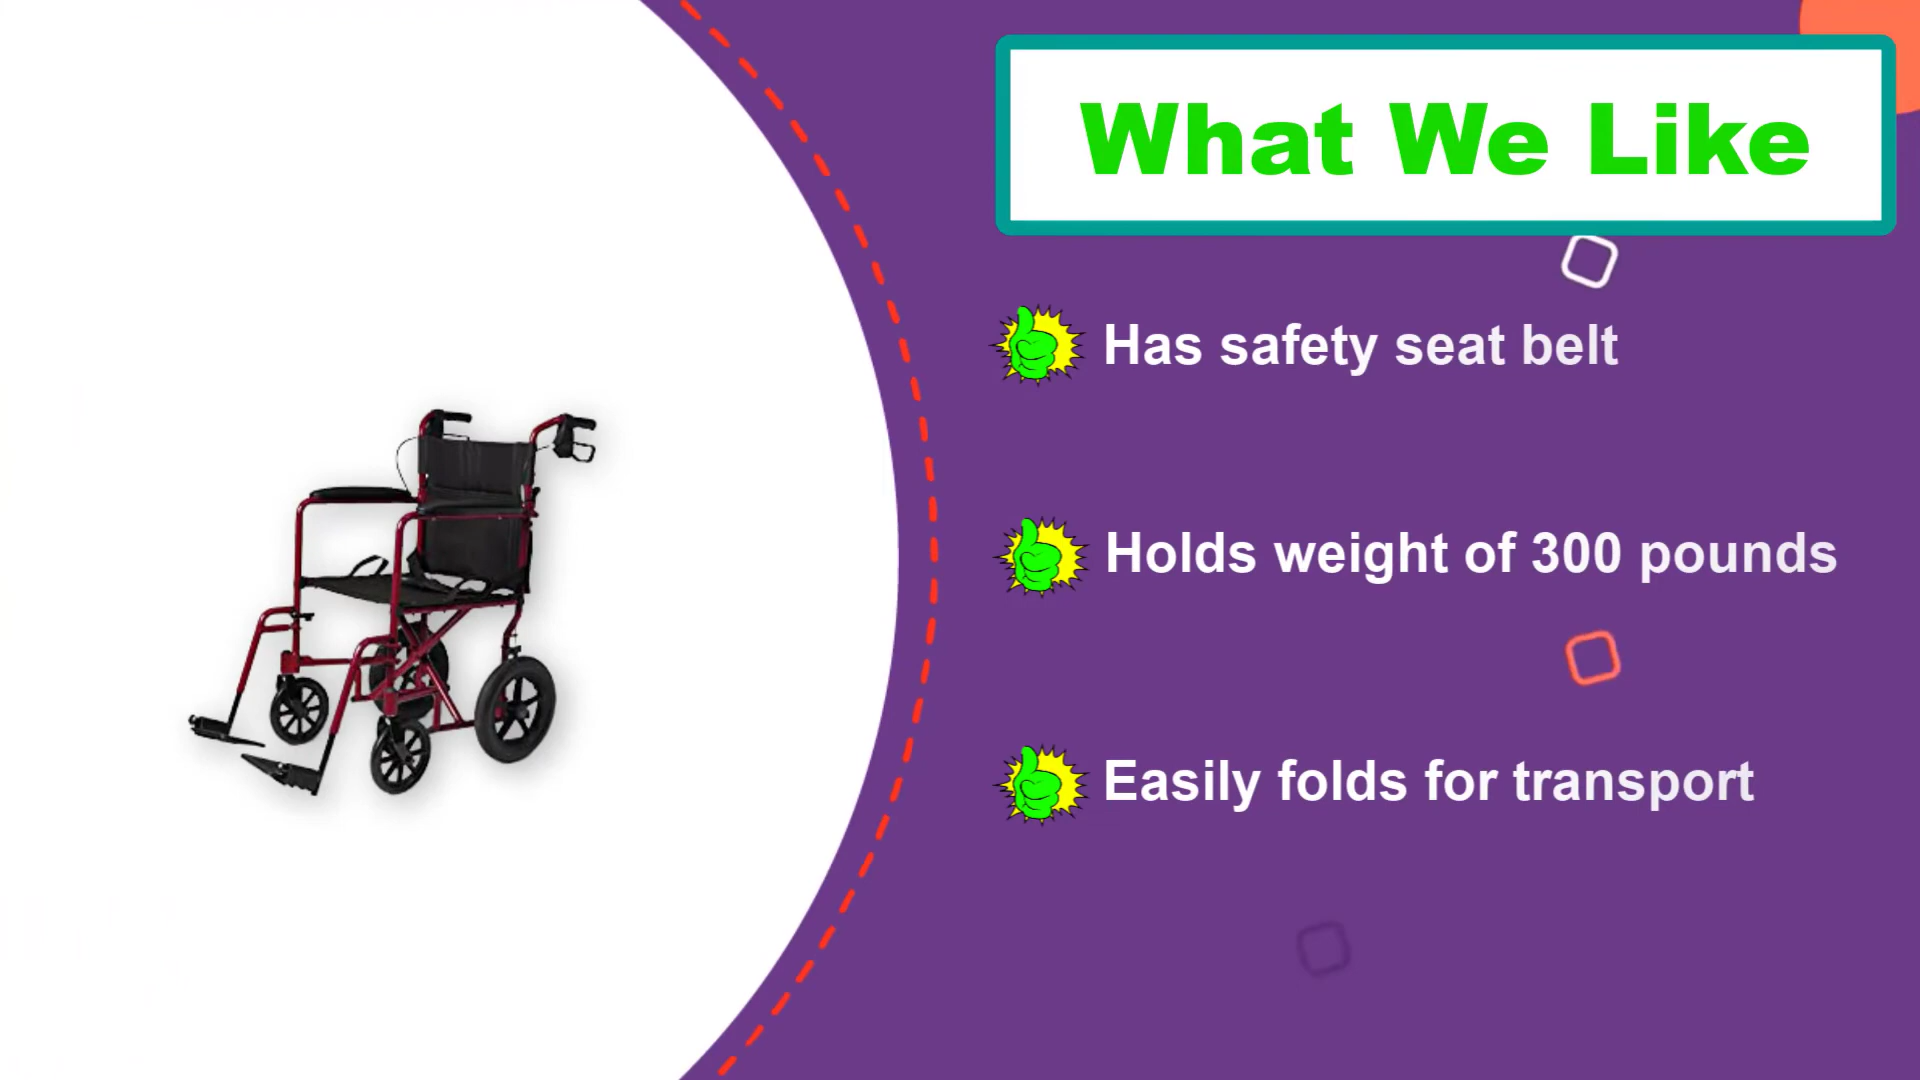 What We Like
Has safety seat belt
Holds weight of 300 pounds
Easily folds for transport